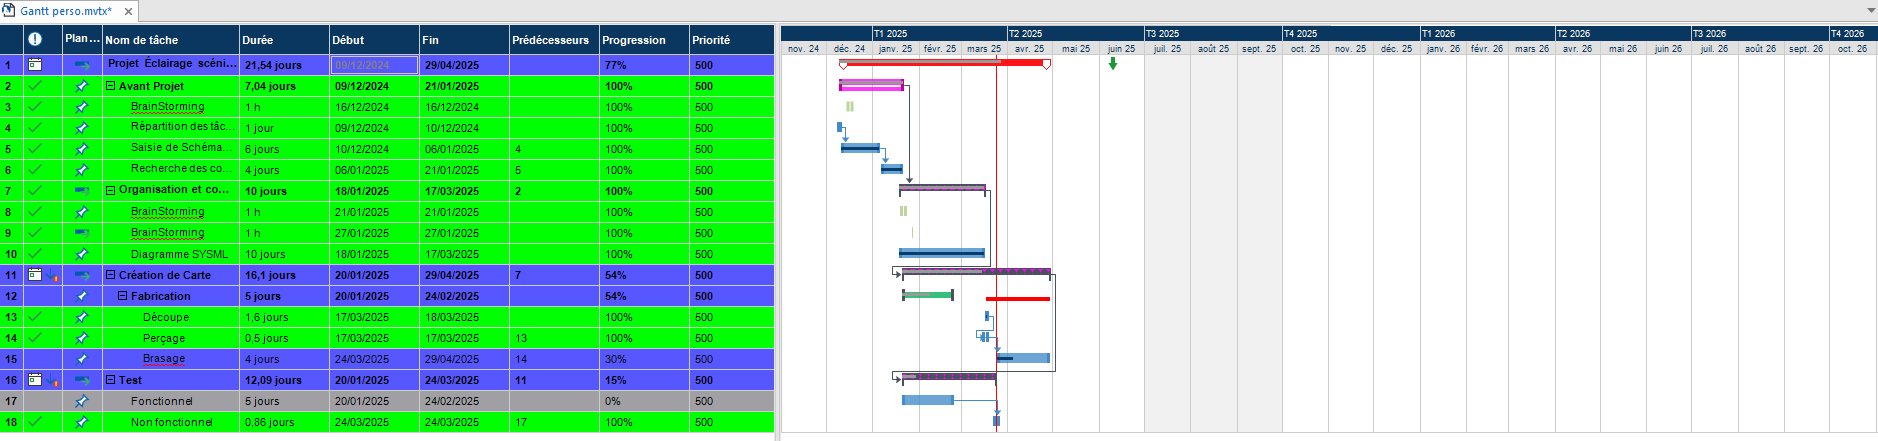 Gantt perso.mvtx*
Plan ... Nom de tâche Durée Début Fin Prédécesseurs Progression Priorité
T1 2025 T2 2025 T3 2025 T4 2025 T1 2026 T2 2026 T3 2026 T4 2026
nov. 24 déc. 24 janv. 25 févr. 25 mars 25 avr. 25 mai 25 juin 25 juil. 25 août 25 sept. 25 oct. 25 nov. 25 déc. 25 janv. 26 févr. 26 mars 26 avr. 26 mai 26 juin 26 juil. 26 août 26 sept. 26 oct. 26
1 Projet Éclairage scéni... 21,54 jours 09/12/2024 29/04/2025 77% 500
2 Avant Projet 7,04 jours 09/12/2024 21/01/2025 100% 500
3 BrainStorming 1 h 16/12/2024 16/12/2024 100% 500
4 Répartition des tâc... 1 jour 09/12/2024 10/12/2024 100% 500
5 Saisie de Schéma... 6 jours 10/12/2024 06/01/2025 4 100% 500
6 Recherche des co... 4 jours 06/01/2025 21/01/2025 5 100% 500
7 Organisation et co... 10 jours 18/01/2025 17/03/2025 2 100% 500
8 BrainStorming 1 h 21/01/2025 21/01/2025 100% 500
9 BrainStorming 1 h 27/01/2025 27/01/2025 100% 500
10 Diagramme SYSML 10 jours 18/01/2025 17/03/2025 100% 500
11 Création de Carte 16,1 jours 20/01/2025 29/04/2025 7 54% 500
12 Fabrication 5 jours 20/01/2025 24/02/2025 54% 500
13 Découpe 1,6 jours 17/03/2025 18/03/2025 100% 500
14 Perçage 0,5 jours 17/03/2025 17/03/2025 13 100% 500
15 Brasage 4 jours 24/03/2025 29/04/2025 14 30% 500
16 Test 12,09 jours 20/01/2025 24/03/2025 11 15% 500
17 Fonctionnel 5 jours 20/01/2025 24/02/2025 0% 500
18 Non fonctionnel 0,86 jours 24/03/2025 24/03/2025 17 100% 500